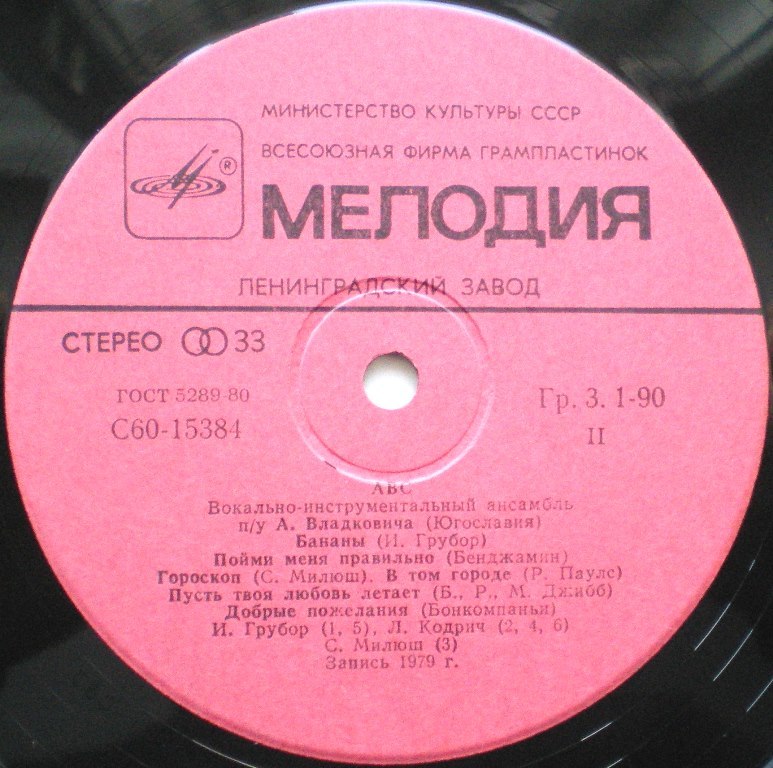 МИНИСТЕРСТВО КУЛЬТУРЫ СССР
ВСЕСОЮЗНАЯ ФИРМА ГРАМПЛАСТИНОК
®
МЕЛОДИЯ
ЛЕНИНГРАДСКИЙ ЗАВОД
СТЕРЕО 33
ГОСТ 5289-80
Гр. 3. 1-90
С60-15384
II
АВС
Вокально-инструментальный ансамбль
п/у А. Владковича (Югославия)
Бананы (И. Грубор)
Пойми меня правильно (Бенджамин)
Гороскоп (С. Милюш). В том городе (Р. Паулс)
Пусть твоя любовь летает (Б., Р., М. Джибб)
Добрые пожелания (Бонкомпаньи)
И. Грубор (1, 5), Л. Кодрич (2, 4, 6)
С. Милюш (3)
Запись 1979 г.